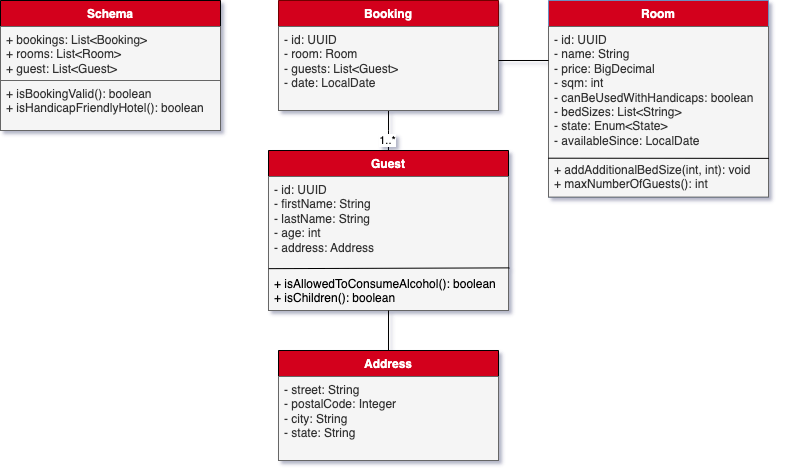 Schema
+ bookings: List<Booking>
+ rooms: List<Room>
+ guest: List<Guest>
+ isBookingValid(): boolean
+ isHandicapFriendlyHotel(): boolean
Booking
- id: UUID
- room: Room
- guests: List<Guest>
- date: LocalDate
Room
- id: UUID
- name: String
- price: BigDecimal
- sqm: int
- canBeUsedWithHandicaps: boolean
- bedSizes: List<String>
- state: Enum<State>
- availableSince: LocalDate
+ addAdditionalBedSize(int, int): void
+ maxNumberOfGuests(): int
1..*
Guest
- id: UUID
- firstName: String
- lastName: String
- age: int
- address: Address
+ isAllowedToConsumeAlcohol(): boolean
+ isChildren(): boolean
Address
- street: String
- postalCode: Integer
- city: String
- state: String